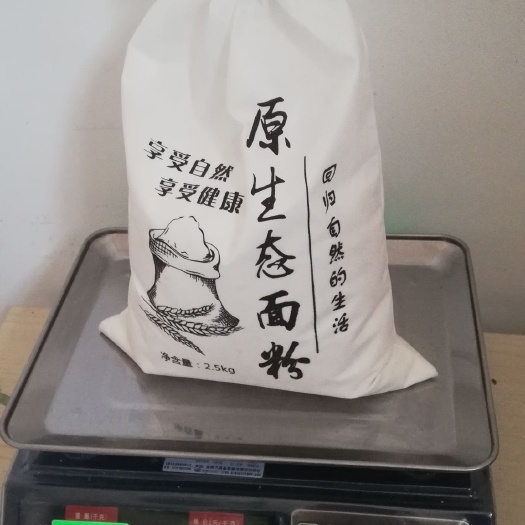 享受自然
享受健康
原生态面粉
回归自然的生活
净含量：2.5kg